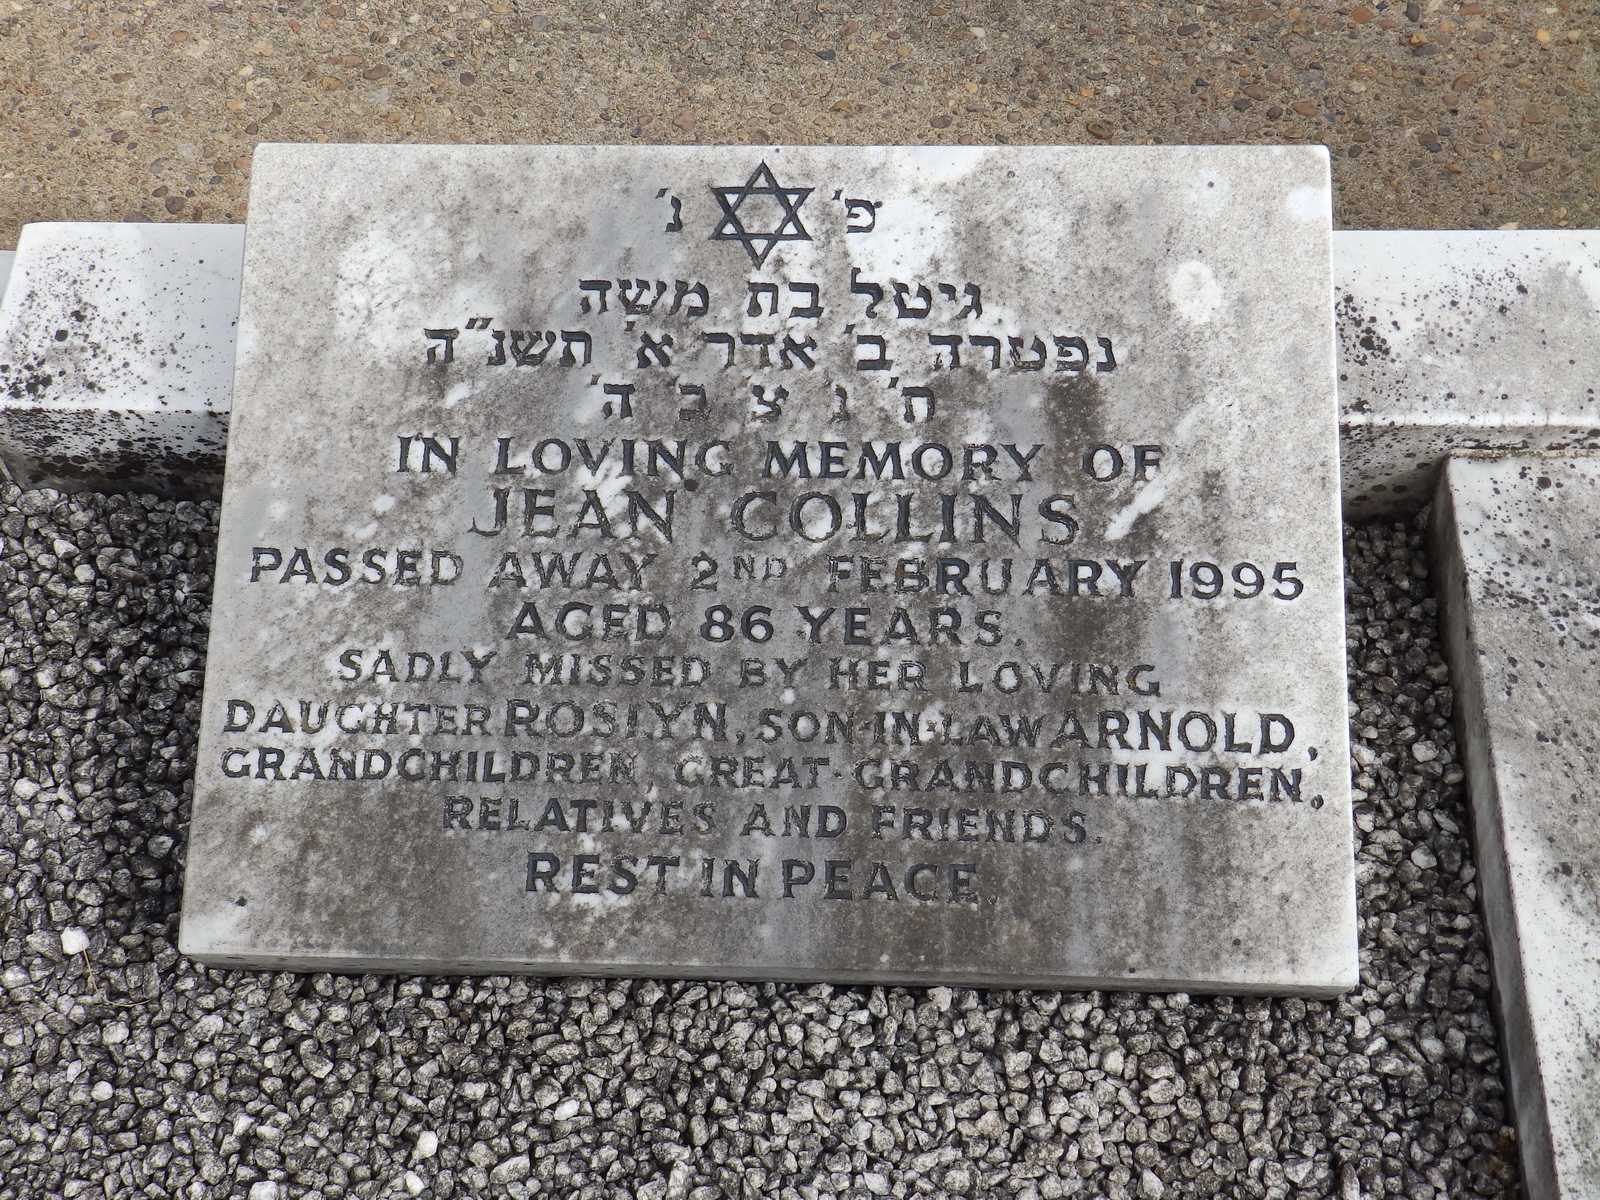 פ' נ'
גיטל בת משה
נפטרה ב' אדר א' תשנ"ה
ת' נ' צ' ב' ה'
IN LOVING MEMORY OF
JEAN COLLINS
PASSED AWAY 2ND FEBRUARY 1995
AGED 86 YEARS.
SADLY MISSED BY HER LOVING
DAUGHTER ROSLYN, SON-IN-LAW ARNOLD,
GRANDCHILDREN, GREAT-GRANDCHILDREN,
RELATIVES AND FRIENDS.
REST IN PEACE.